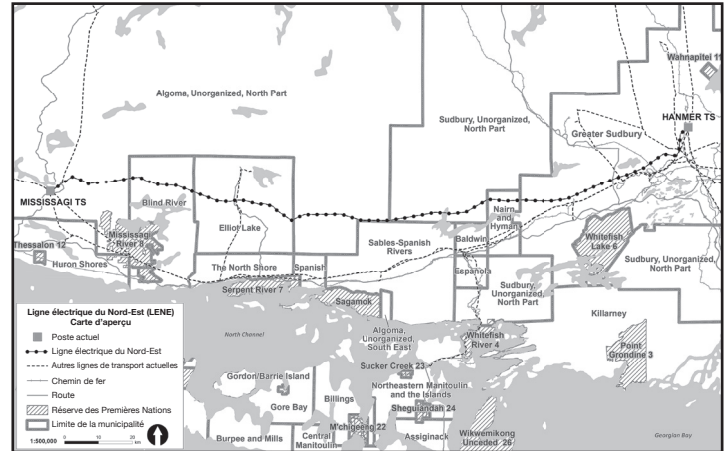 Wahnapitei 11
HANMER TS
Algoma, Unorganized, North Part
Sudbury, Unorganized,
North Part
Greater Sudbury
MISSISSAGI TS
Blind River
Elliot Lake
Nairn
and
Hyman
Mississagi
River 8
Thessalon 12
Huron Shores
Sables-Spanish
Rivers
Baldwin
Whitefish
Lake 6
Sudbury, Unorganized,
North Part
The North Shore
Spanish
Espanola
Sudbury,
Unorganized,
North Part
Serpent River 7
Sagamok
Killarney
North Channel
Algoma,
Unorganized,
South East
Whitefish
River 4
Point
Grondine 3
Sucker Creek 23
Gordon/Barrie Island
Northeastern Manitoulin
and the Islands
Billings
Gore Bay
Sheguiandah 24
M'chigeeng 22
Burpee and Mills
Central
Manitoulin
Assiginack
Wikwemikong
Unceded 26
Georgian Bay
Ligne électrique du Nord-Est (LENE)
Carte d'aperçu
Poste actuel
Ligne électrique du Nord-Est
Autres lignes de transport actuelles
Chemin de fer
Route
Réserve des Premières Nations
Limite de la municipalité
1:500,000
0 10 20
km